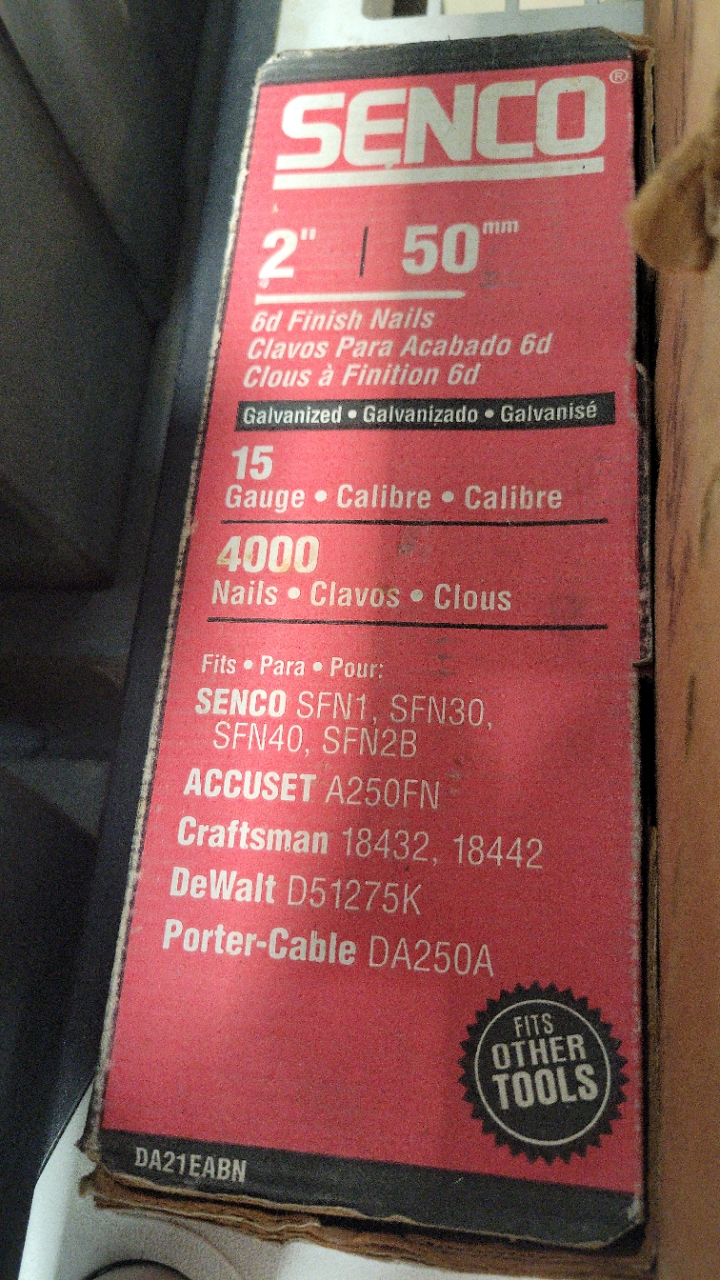 SENCO®
2" | 50mm
6d Finish Nails
Clavos Para Acabado 6d
Clous à Finition 6d
Galvanized • Galvanizado • Galvanisé
15
Gauge • Calibre • Calibre
4000
Nails • Clavos • Clous
Fits • Para • Pour:
SENCO SFN1, SFN30,
SFN40, SFN2B
ACCUSET A250FN
Craftsman 18432, 18442
DeWalt D51275K
Porter-Cable DA250A
FITS
OTHER
TOOLS
DA21EABN